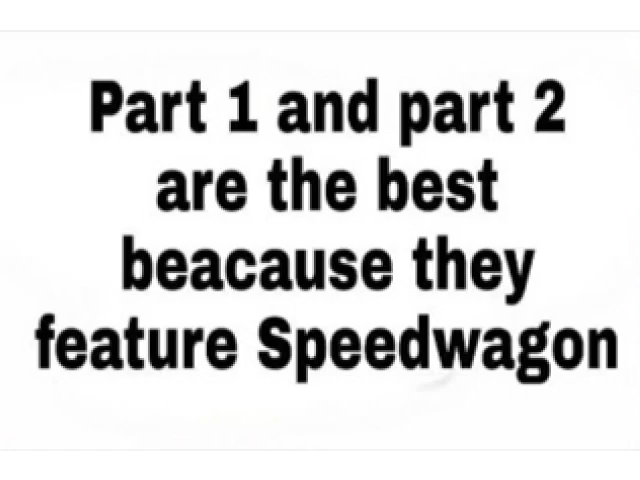 Part 1 and part 2
are the best
beacause they
feature Speedwagon